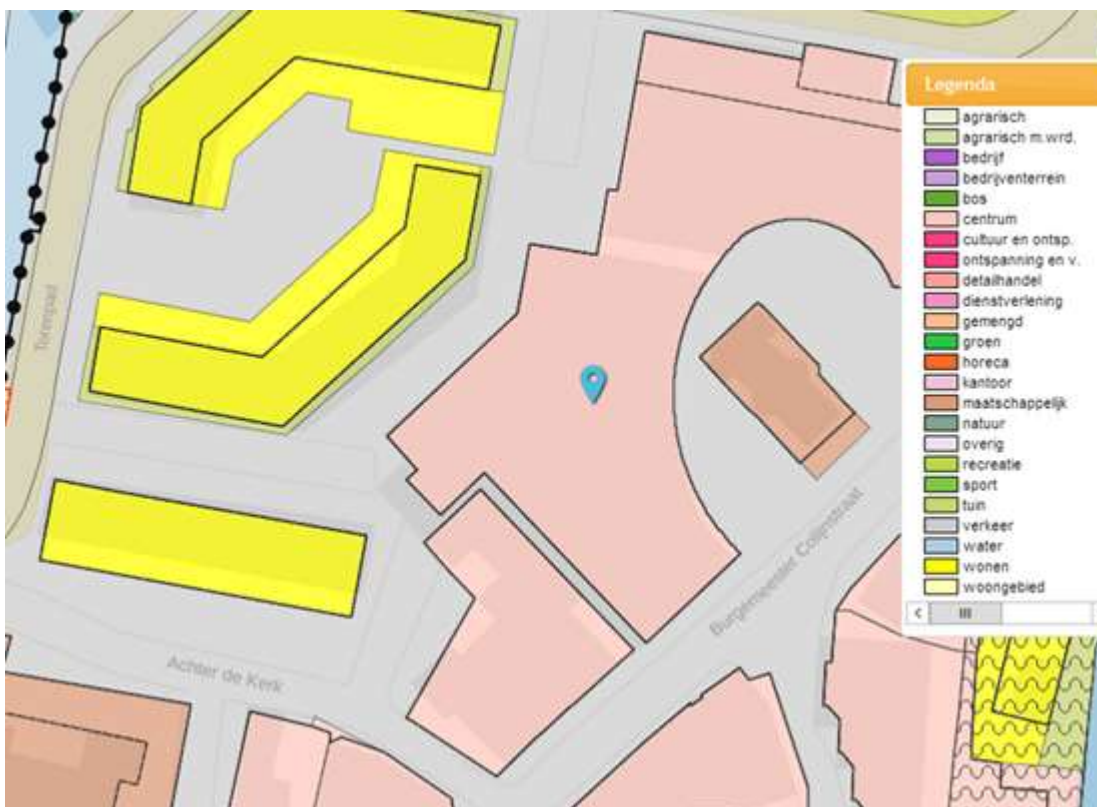 Legenda
agrarisch
agrarisch m.wrd.
bedrijf
bedrijventerrein
bos
centrum
cultuur en ontsp.
ontspanning en v.
detailhandel
dienstverlening
gemengd
groen
horeca
kantoor
maatschappelijk
natuur
overig
recreatie
sport
tuin
verkeer
water
wonen
woongebied
Torenpad
Burgemeester Colijnstraat
Achter de Kerk